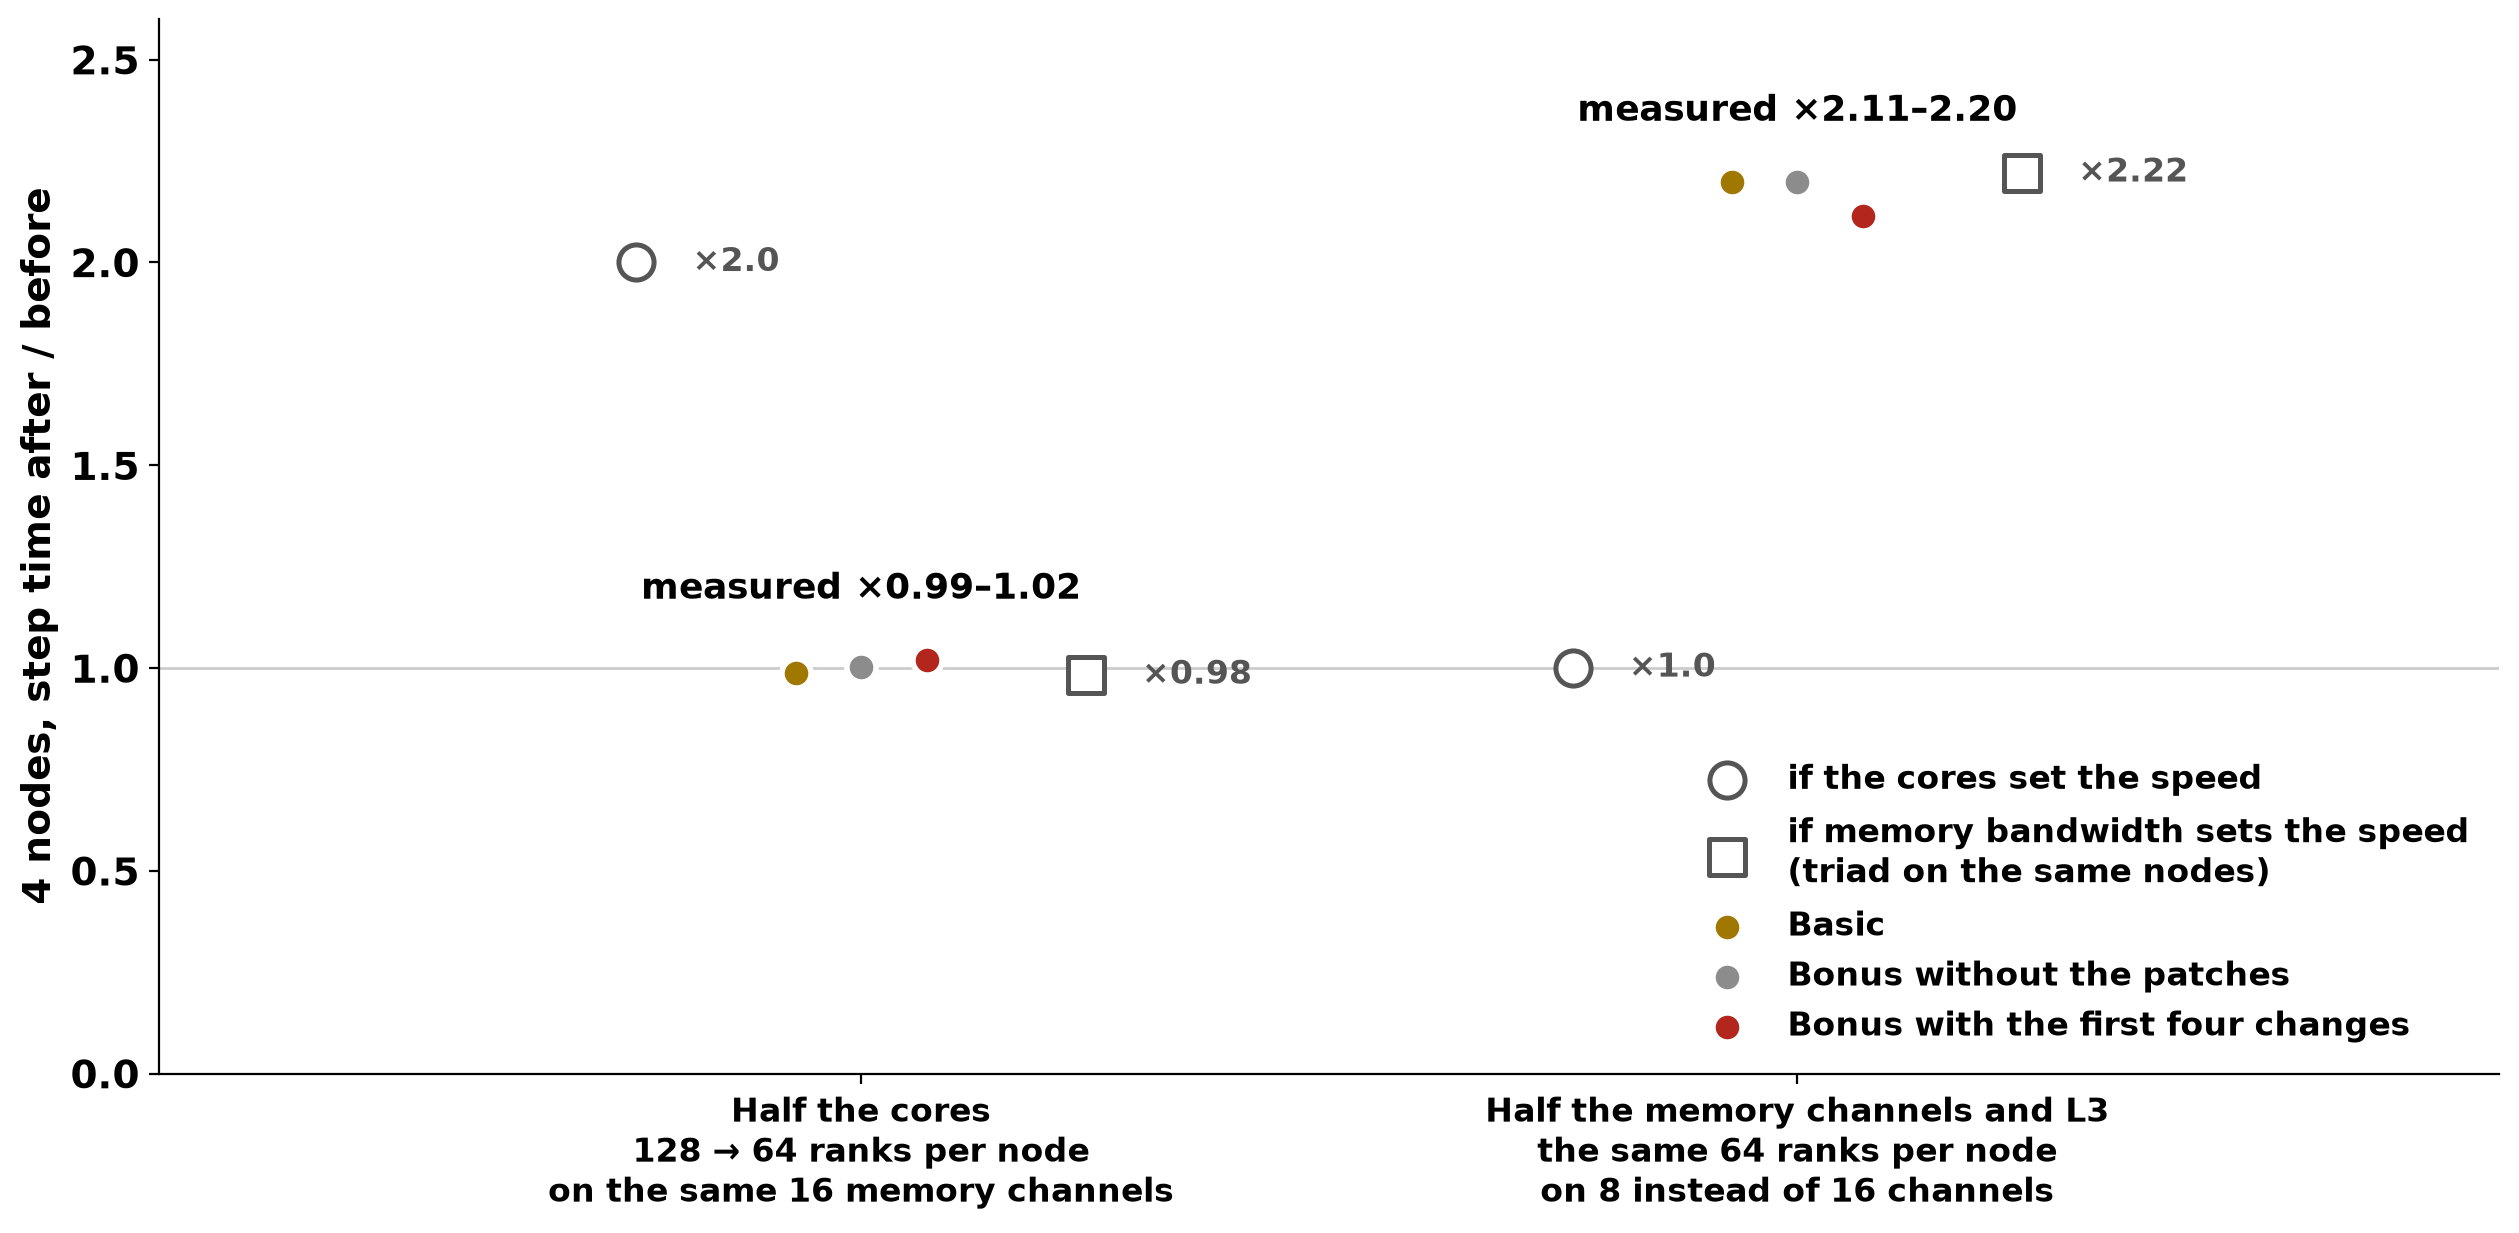 4 nodes, step time after / before
2.5
2.0
1.5
1.0
0.5
0.0
measured ×2.11–2.20
×2.22
×2.0
measured ×0.99–1.02
×0.98
×1.0
if the cores set the speed
if memory bandwidth sets the speed
(triad on the same nodes)
Basic
Bonus without the patches
Bonus with the first four changes
Half the cores
128 → 64 ranks per node
on the same 16 memory channels
Half the memory channels and L3
the same 64 ranks per node
on 8 instead of 16 channels